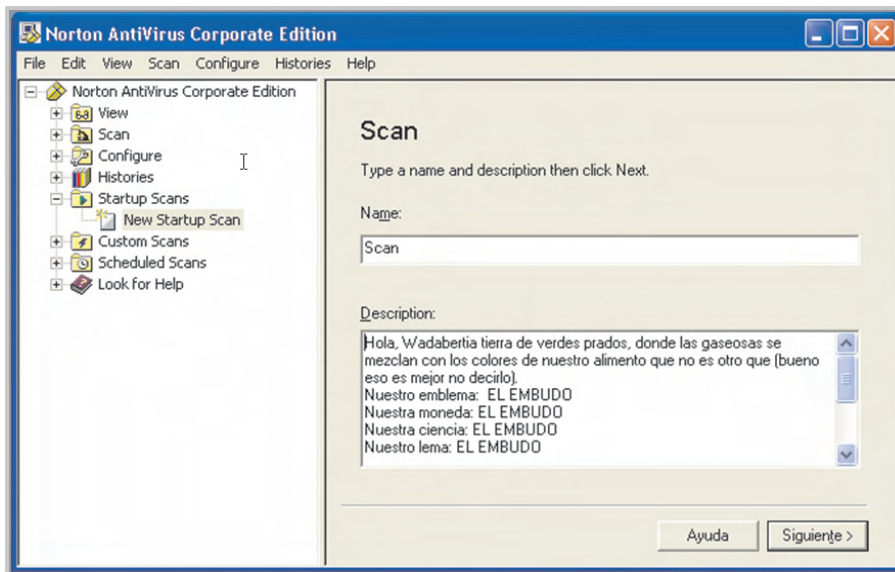 Norton AntiVirus Corporate Edition
File Edit View Scan Configure Histories Help
Norton AntiVirus Corporate Edition
View
Scan
Configure
Histories
Startup Scans
New Startup Scan
Custom Scans
Scheduled Scans
Look for Help
Scan
Type a name and description then click Next.
Name:
Scan
Description:
Hola, Wadabertia tierra de verdes prados, donde las gaseosas se
mezclan con los colores de nuestro alimento que no es otro que (bueno
eso es mejor no decirlo).
Nuestro emblema: EL EMBUDO
Nuestra moneda: EL EMBUDO
Nuestra ciencia: EL EMBUDO
Nuestro lema: EL EMBUDO
Ayuda Siguiente >